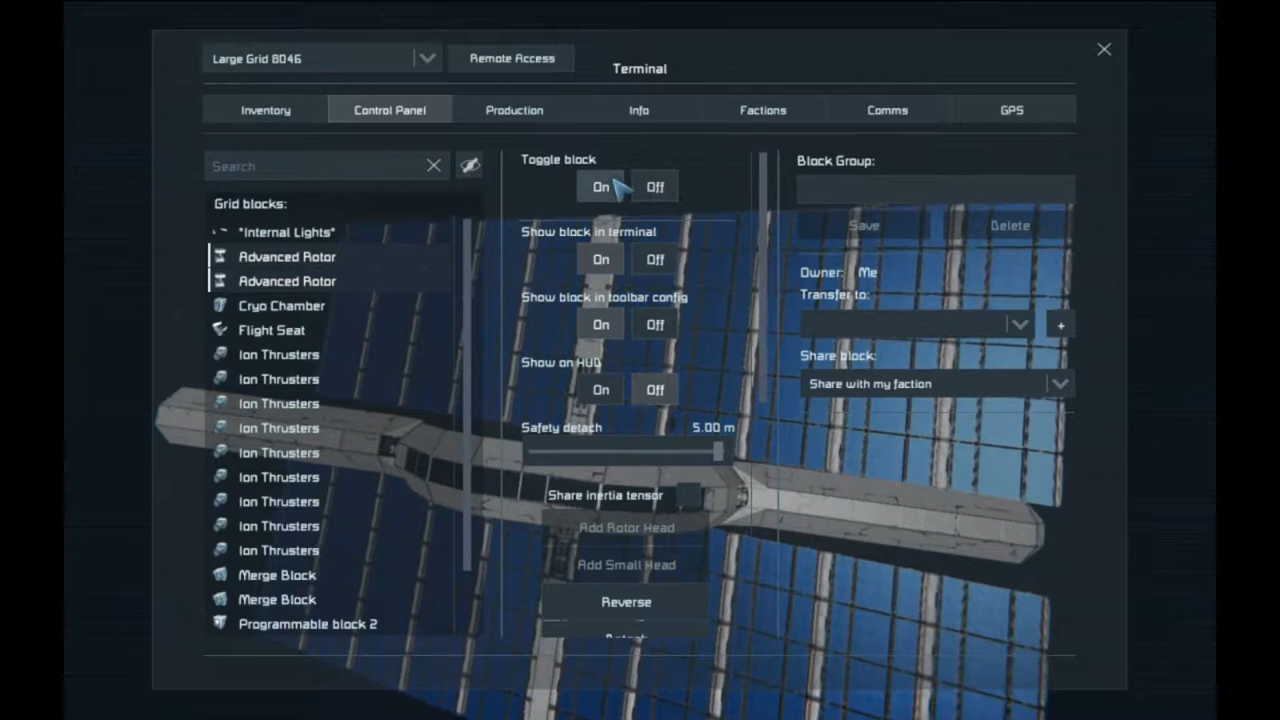 Large Grid 8046
Remote Access
Terminal
Inventory
Control Panel
Production
Info
Factions
Comms
GPS
Search
Grid blocks:
*Internal Lights*
Advanced Rotor
Advanced Rotor
Cryo Chamber
Flight Seat
Ion Thrusters
Ion Thrusters
Ion Thrusters
Ion Thrusters
Ion Thrusters
Ion Thrusters
Ion Thrusters
Ion Thrusters
Ion Thrusters
Merge Block
Merge Block
Programmable block 2
Toggle block
On Off
Show block in terminal
On Off
Show block in toolbar config
On Off
Show on HUD
On Off
Safety detach 5.00 m
Share inertia tensor
Add Rotor Head
Add Small Head
Reverse
Block Group:
Save Delete
Owner: Me
Transfer to:
+
Share block:
Share with my faction